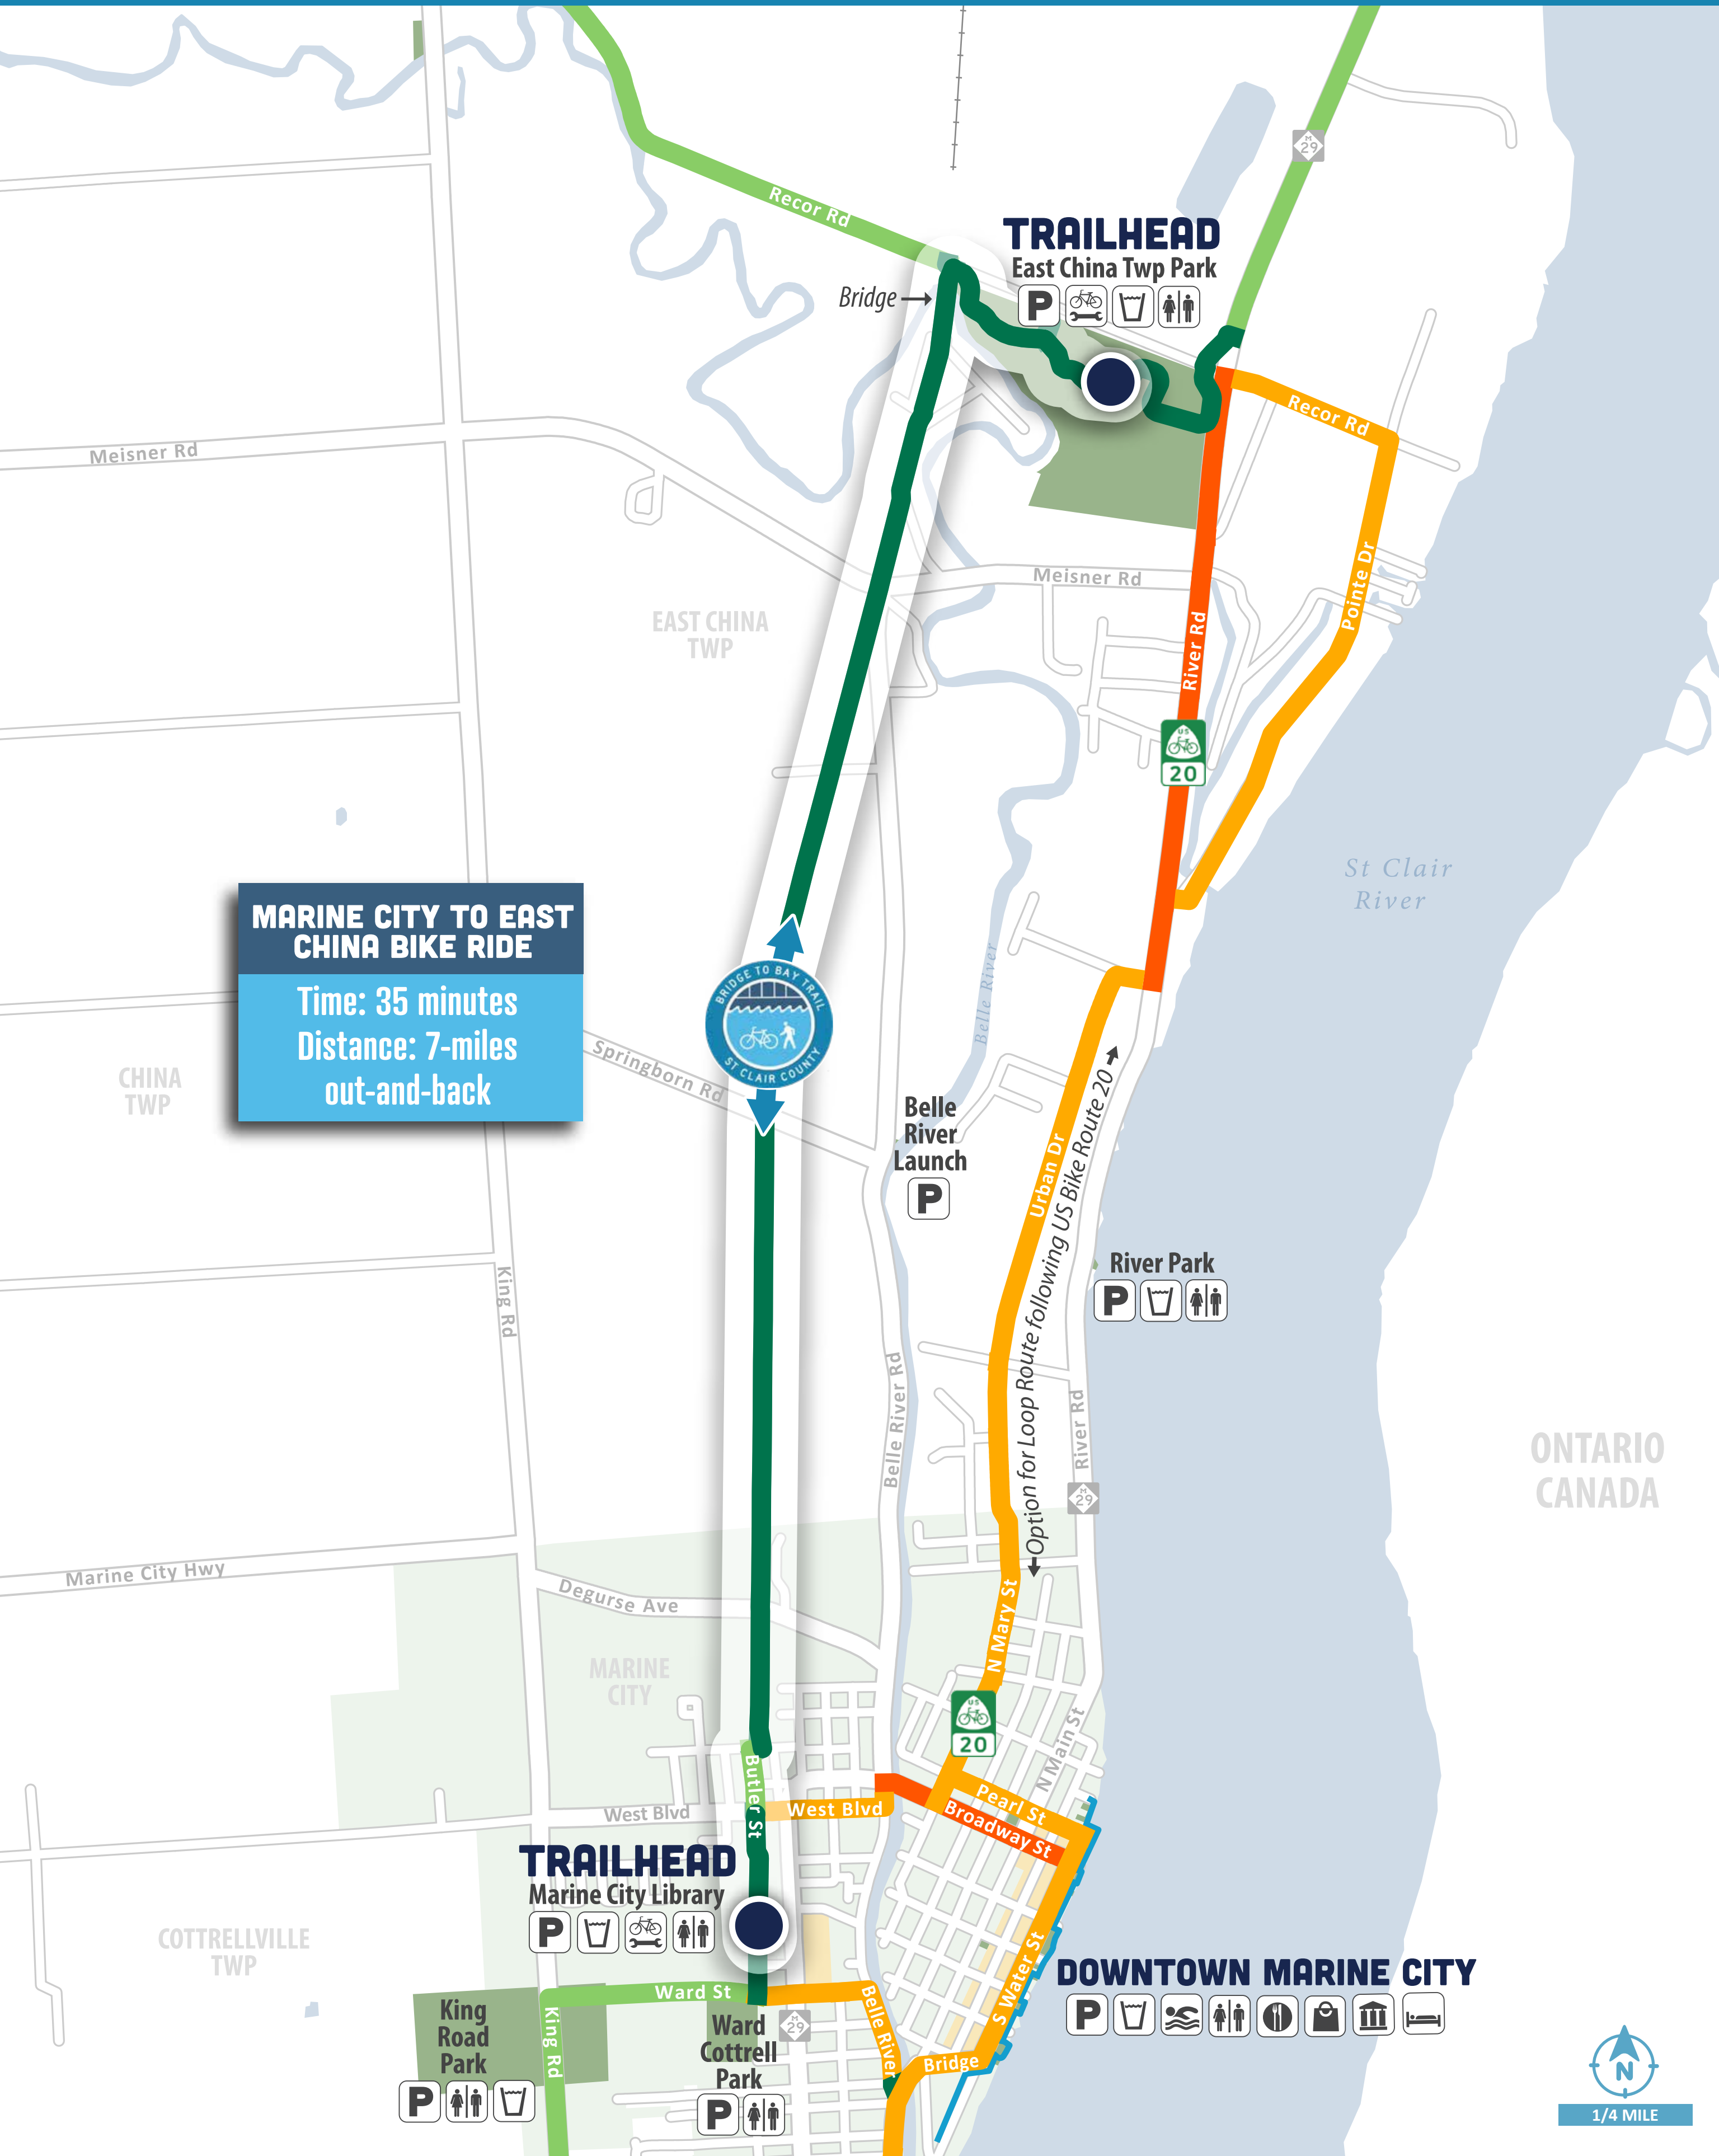 M
29
Recor Rd
TRAILHEAD
East China Twp Park
P
Bridge
Recor Rd
Meisner Rd
Meisner Rd
Pointe Dr
EAST CHINA
TWP
River Rd
US
20
St Clair
River
MARINE CITY TO EAST
CHINA BIKE RIDE
Time: 35 minutes
Distance: 7-miles
out-and-back
BRIDGE TO BAY TRAIL
ST CLAIR COUNTY
Belle River
Springborn Rd
CHINA
TWP
Belle
River
Launch
P
Urban Dr
Option for Loop Route following US Bike Route 20
River Park
P
King Rd
Belle River Rd
River Rd
M
29
ONTARIO
CANADA
Marine City Hwy
Degurse Ave
N Mary St
MARINE
CITY
US
20
N Main St
Butler St
West Blvd
West Blvd
Pearl St
Broadway St
TRAILHEAD
Marine City Library
P
COTTRELLVILLE
TWP
S Water St
DOWNTOWN MARINE CITY
P
Ward St
King
Road
Park
P
King Rd
Ward
Cottrell
Park
P
M
29
Belle River
Bridge
N
1/4 MILE